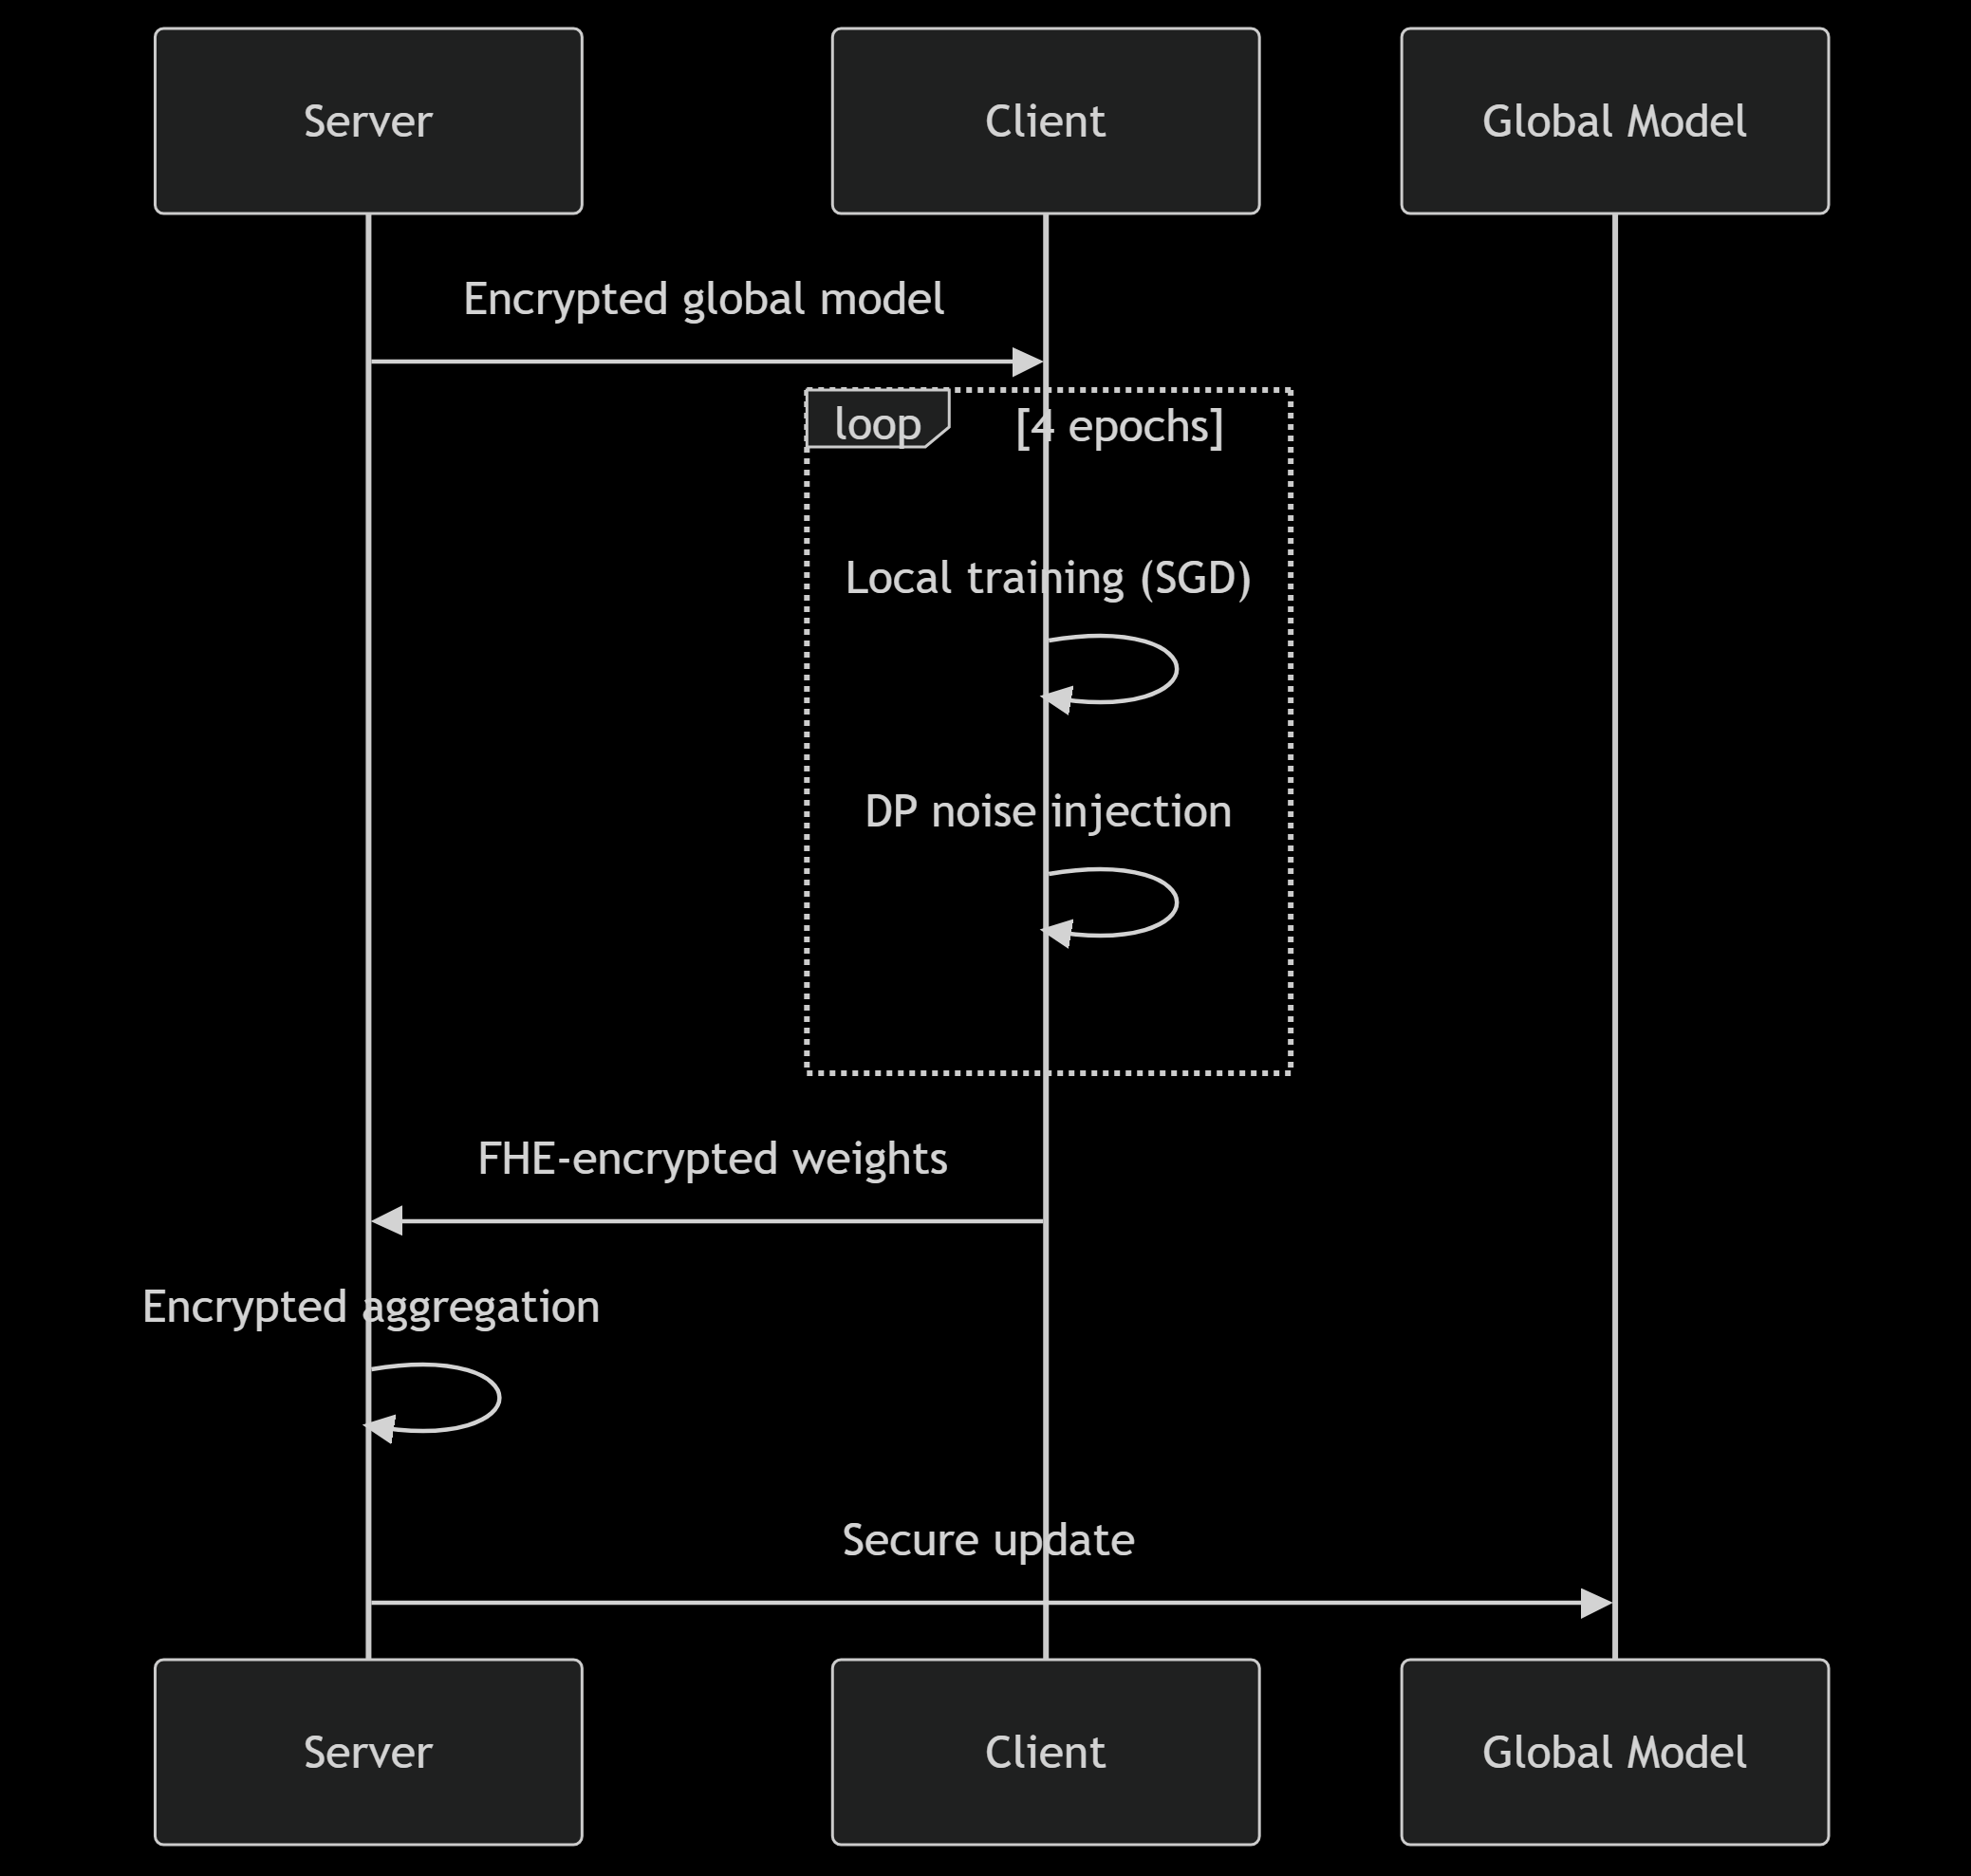 Server
Client
Global Model
Encrypted global model
loop
[4 epochs]
Local training (SGD)
DP noise injection
FHE-encrypted weights
Encrypted aggregation
Secure update
Server
Client
Global Model